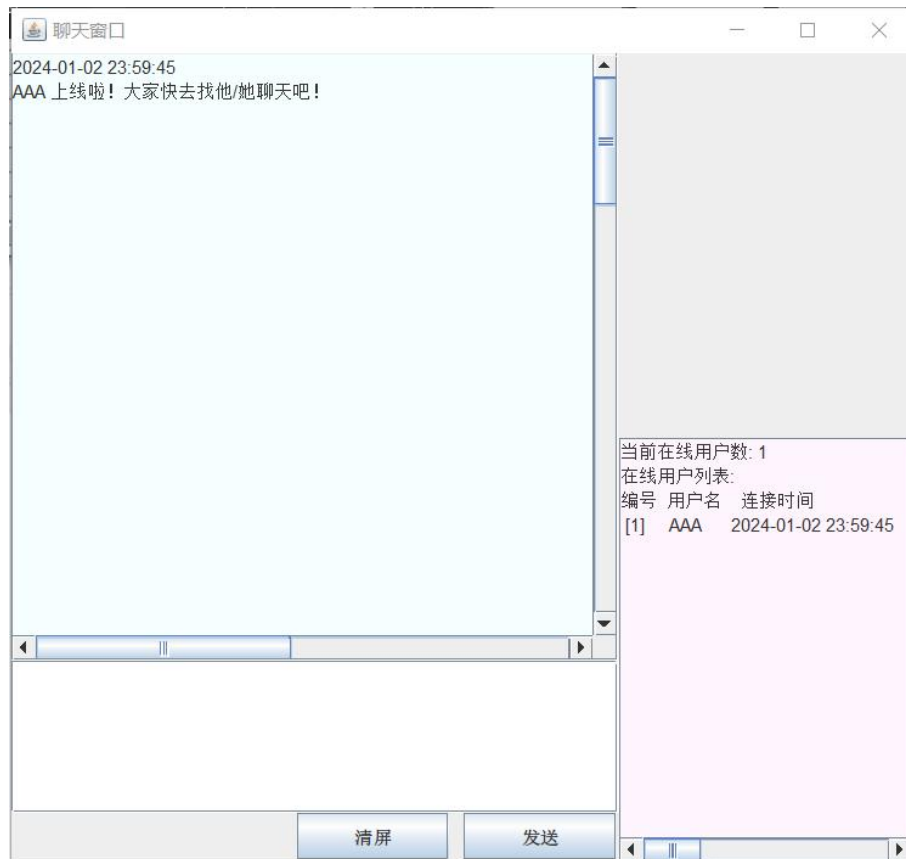 聊天窗口
2024-01-02 23:59:45
AAA 上线啦！大家快去找他/她聊天吧！
当前在线用户数: 1
在线用户列表:
编号 用户名 连接时间
[1] AAA 2024-01-02 23:59:45
清屏 发送